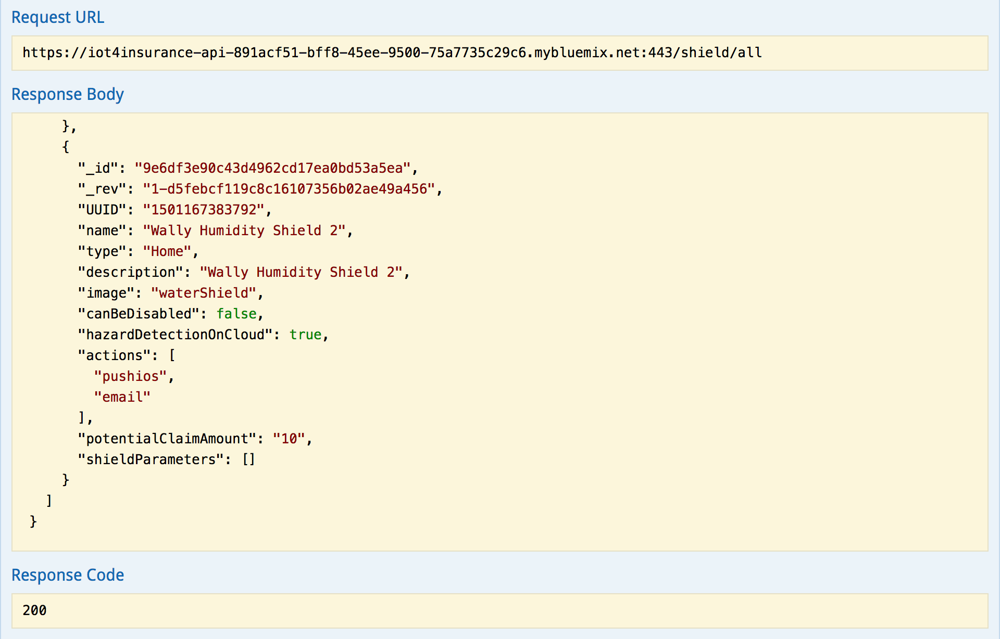 Request URL
https://iot4insurance-api-891acf51-bff8-45ee-9500-75a7735c29c6.mybluemix.net:443/shield/all
Response Body
    },
    {
      "_id": "9e6df3e90c43d4962cd17ea0bd53a5ea",
      "_rev": "1-d5febcf119c8c16107356b02ae49a456",
      "UUID": "1501167383792",
      "name": "Wally Humidity Shield 2",
      "type": "Home",
      "description": "Wally Humidity Shield 2",
      "image": "waterShield",
      "canBeDisabled": false,
      "hazardDetectionOnCloud": true,
      "actions": [
        "pushios",
        "email"
      ],
      "potentialClaimAmount": "10",
      "shieldParameters": []
    }
  ]
}
Response Code
200